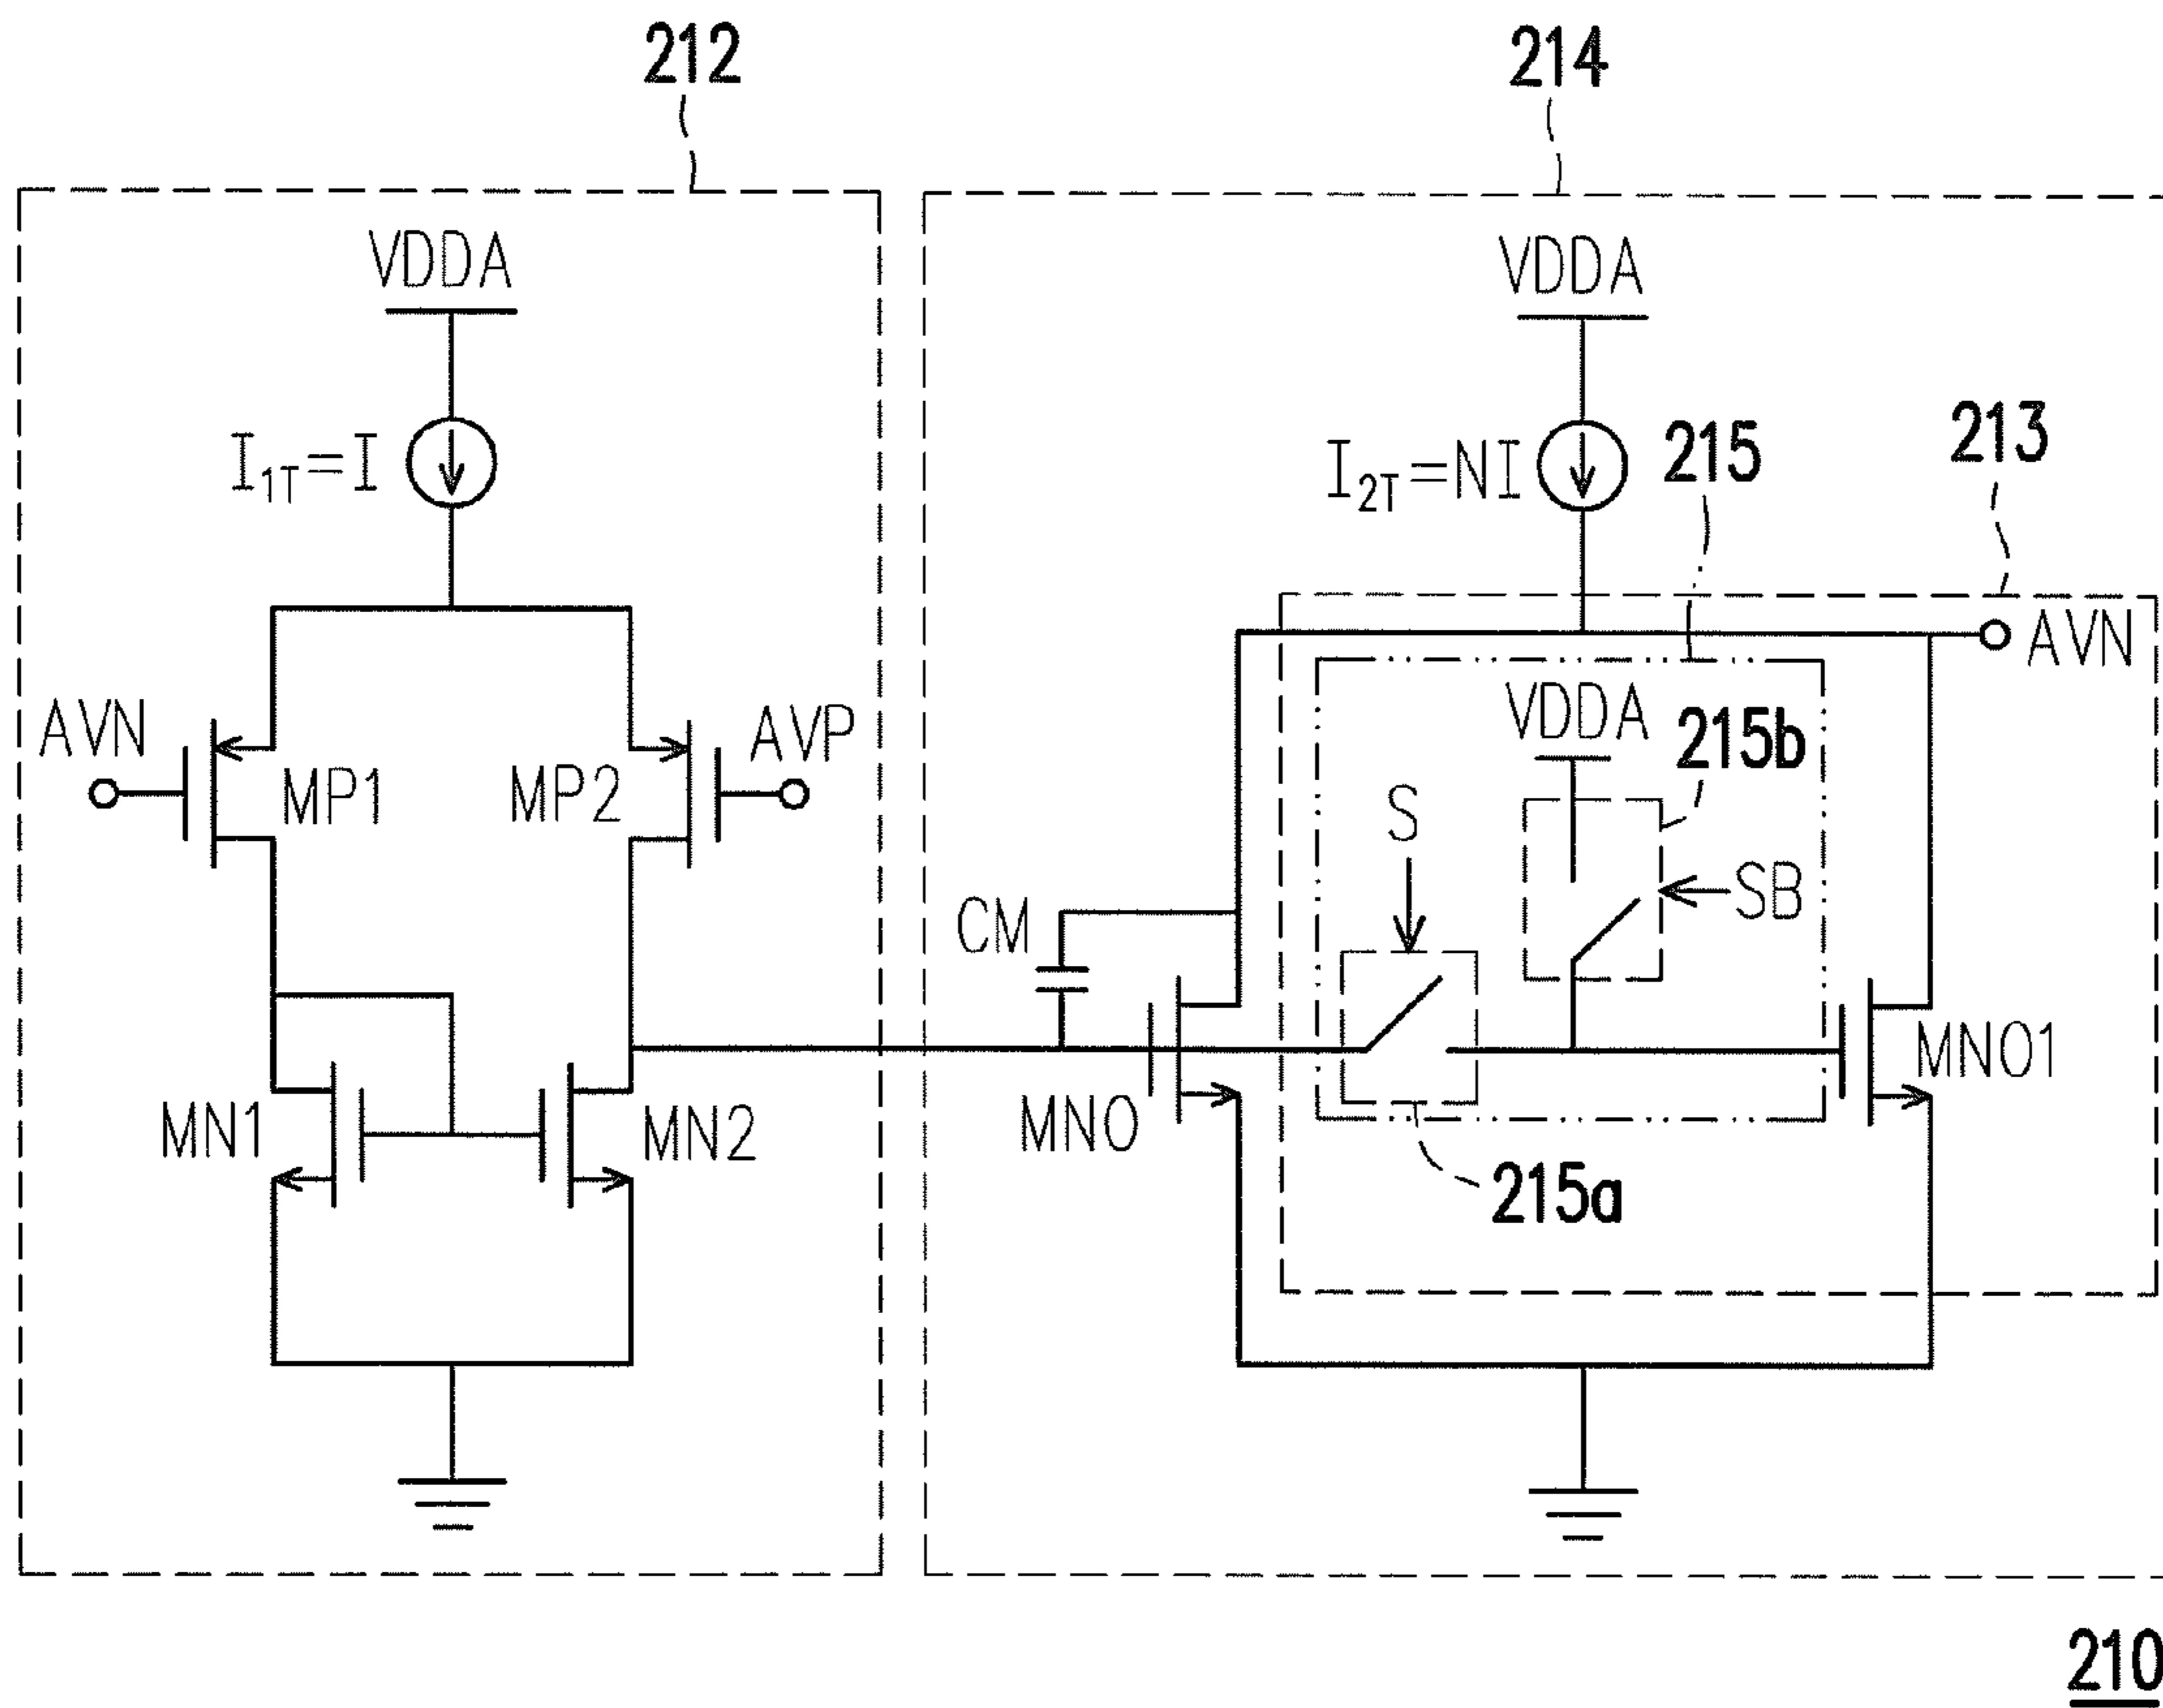 212
214
VDDA
VDDA
I1T=I
I2T=NI
215
213
AVN
AVN
MP1
MP2
AVP
VDDA
215b
S
SB
CM
MN1
MN2
MNO
MNO1
215a
210